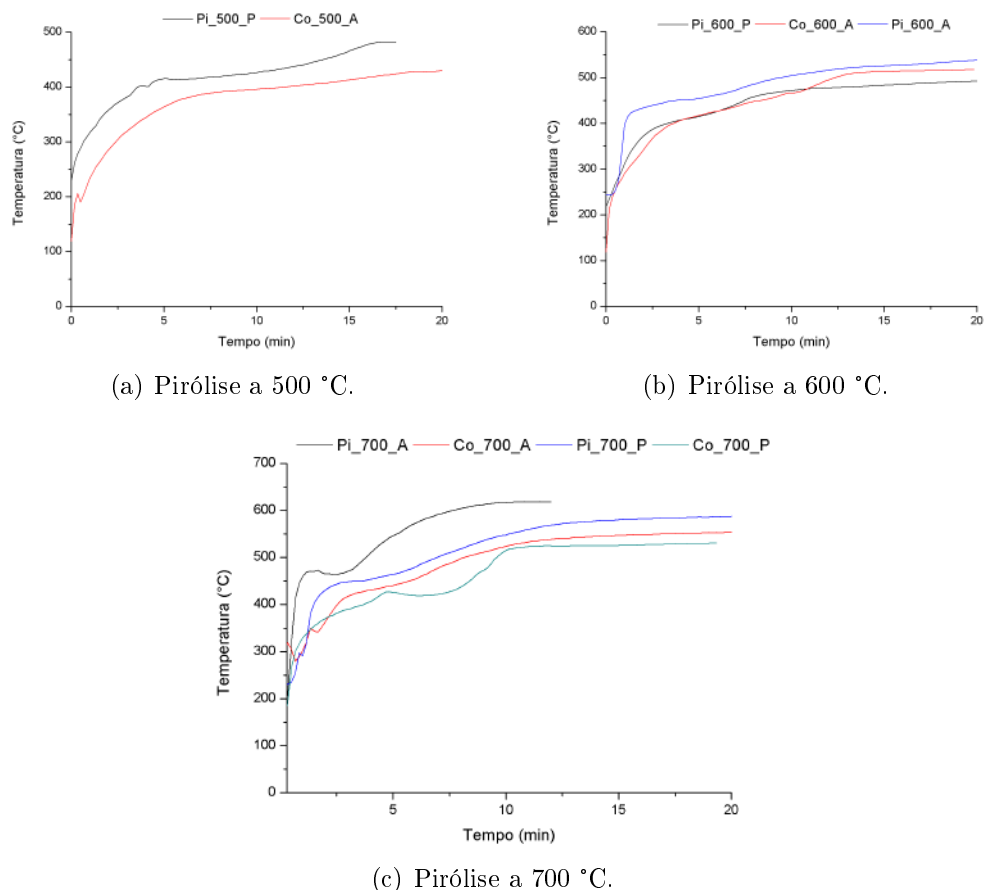 Pi_500_P Co_500_A
500
400
300
200
100
0
Temperatura (°C)
0 5 10 15 20
Tempo (min)
(a) Pirólise a 500 °C.
Pi_600_P Co_600_A Pi_600_A
600
500
400
300
200
100
0
Temperatura (°C)
0 5 10 15 20
Tempo (min)
(b) Pirólise a 600 °C.
Pi_700_A Co_700_A Pi_700_P Co_700_P
700
600
500
400
300
200
100
0
Temperatura (°C)
5 10 15 20
Tempo (min)
(c) Pirólise a 700 °C.